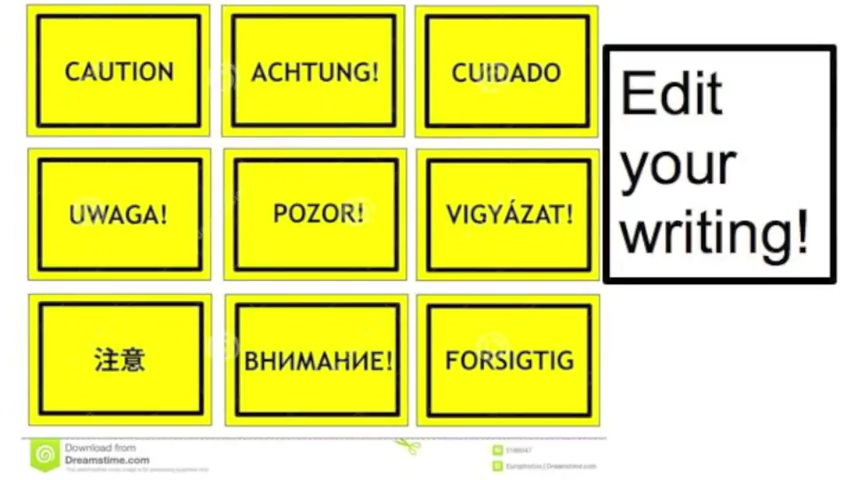 CAUTION
ACHTUNG!
CUIDADO
UWAGA!
POZOR!
VIGYÁZAT!
注意
ВНИМАНИЕ!
FORSIGTIG
Edit
your
writing!
Download from
Dreamstime.com